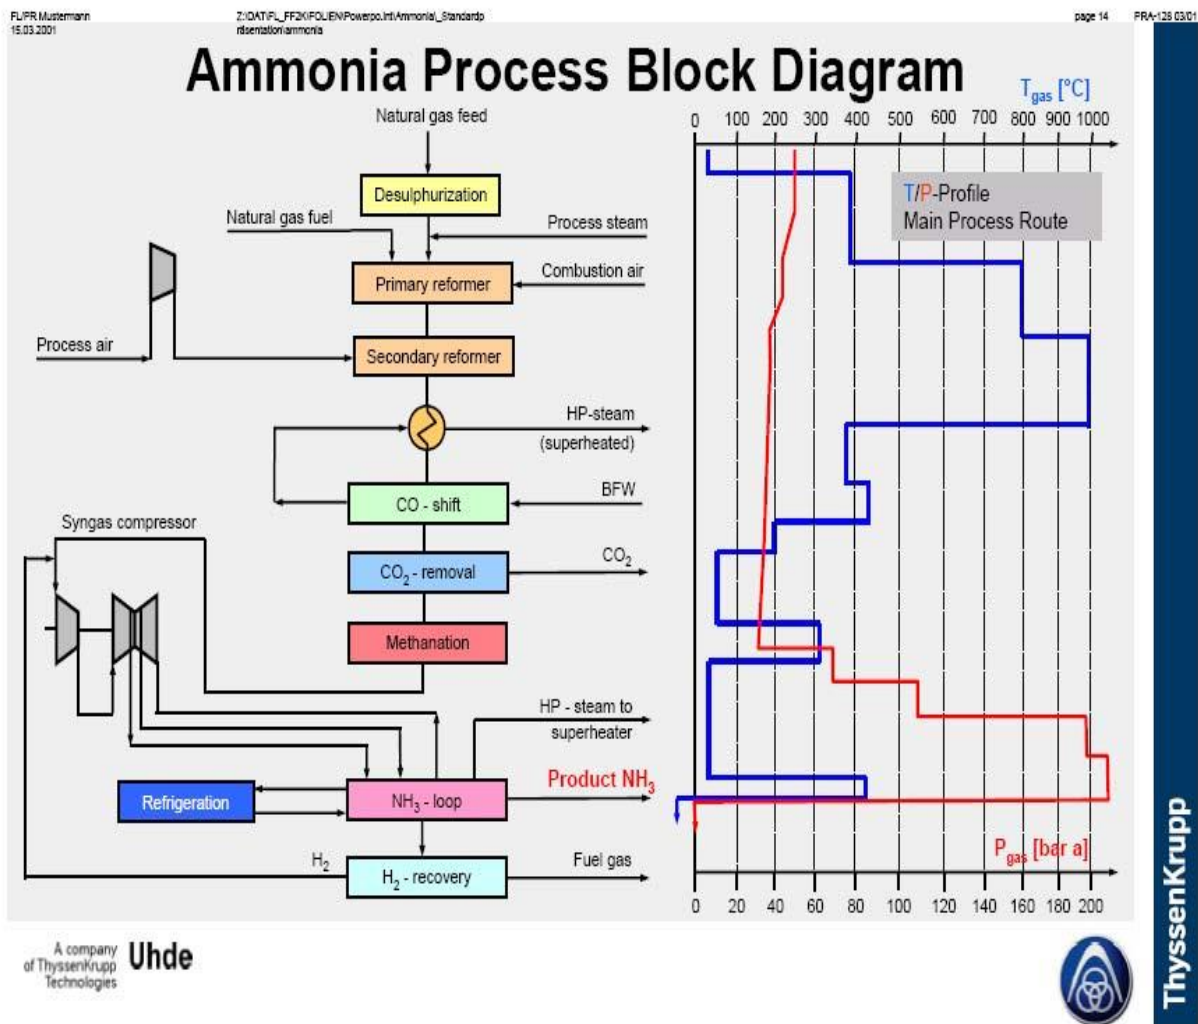 FL/PR Mustermann
15.03.2001
Z:\DAT\FL_FF2K\FOLIEN\Powerpo.int\Ammonia\_Standardp
räsentation\ammonia
page 14
PRA-128 03/01
Ammonia Process Block Diagram
Natural gas feed
Desulphurization
Natural gas fuel
Process steam
Primary reformer
Combustion air
Process air
Secondary reformer
HP-steam
(superheated)
CO - shift
BFW
Syngas compressor
CO2 - removal
CO2
Methanation
HP - steam to
superheater
Refrigeration
NH3 - loop
Product NH3
H2
H2 - recovery
Fuel gas
Tgas [°C]
0 100 200 300 400 500 600 700 800 900 1000
T/P-Profile
Main Process Route
Pgas [bar a]
0 20 40 60 80 100 120 140 160 180 200
A company
of ThyssenKrupp
Technologies
Uhde
ThyssenKrupp